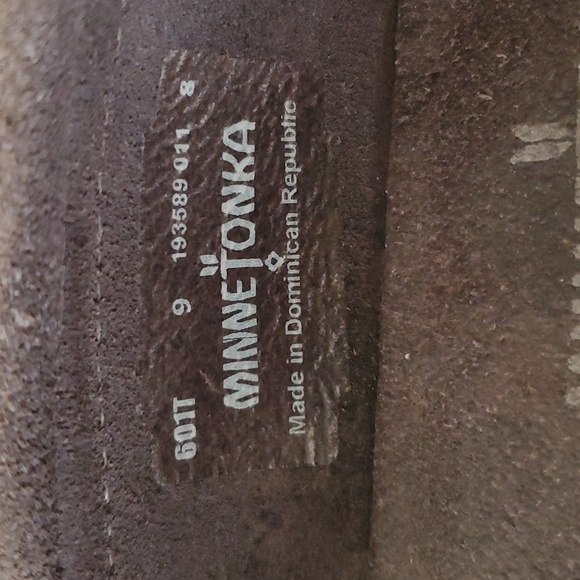 601T 9 193589 011 8
MINNETONKA
Made in Dominican Republic